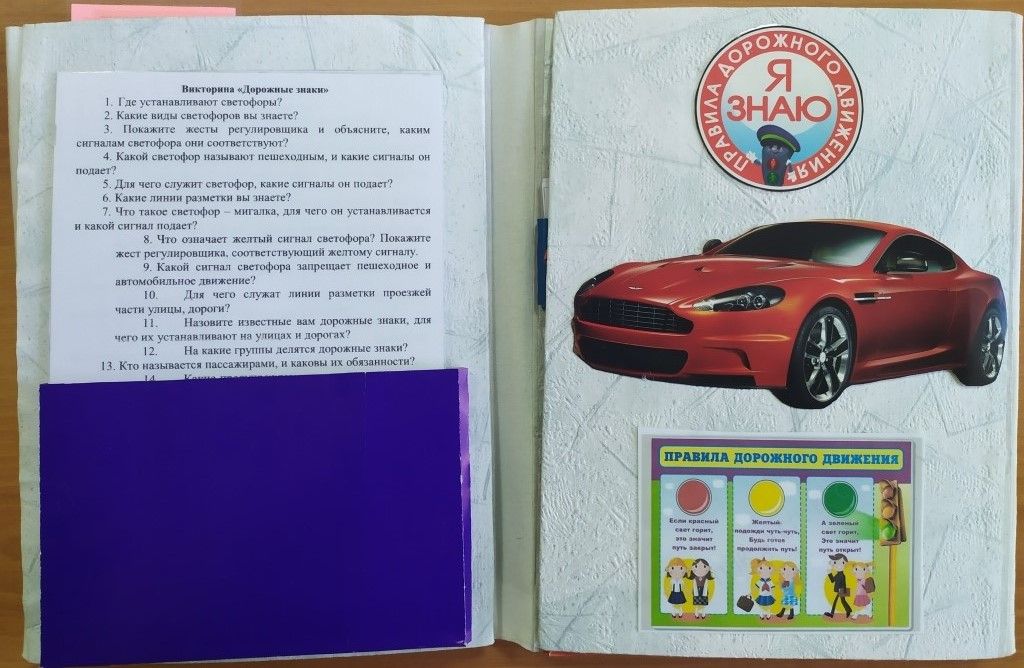 Викторина «Дорожные знаки»
1. Где устанавливают светофоры?
2. Какие виды светофоров вы знаете?
3. Покажите жесты регулировщика и объясните, каким
сигналам светофора они соответствуют?
4. Какой светофор называют пешеходным, и какие сигналы он
подает?
5. Для чего служит светофор, какие сигналы он подает?
6. Какие линии разметки вы знаете?
7. Что такое светофор – мигалка, для чего он устанавливается
и какой сигнал подает?
8. Что означает желтый сигнал светофора? Покажите
жест регулировщика, соответствующий желтому сигналу.
9. Какой сигнал светофора запрещает пешеходное и
автомобильное движение?
10. Для чего служат линии разметки проезжей
части улицы, дороги?
11. Назовите известные вам дорожные знаки, для
чего их устанавливают на улицах и дорогах?
12. На какие группы делятся дорожные знаки?
13. Кто называется пассажирами, и каковы их обязанности?
14.
ПРАВИЛА ДОРОЖНОГО ДВИЖЕНИЯ
Я
ЗНАЮ
ПРАВИЛА ДОРОЖНОГО ДВИЖЕНИЯ
Если красный
свет горит,
это значит
путь закрыт!
Желтый-
подожди чуть-чуть,
Будь готов
продолжить путь!
А зеленый
свет горит,
Это значит
путь открыт!